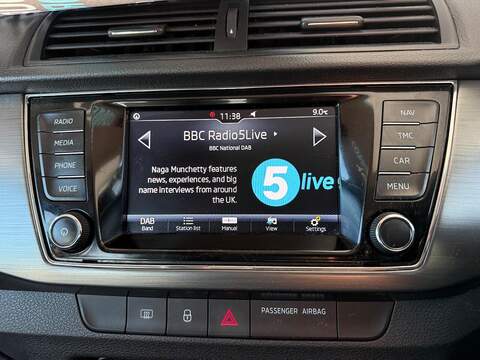 11:38
9.0°C
RADIO
MEDIA
PHONE
VOICE
BBC Radio5Live
BBC National DAB
Naga Munchetty features
news, experiences, and big
name interviews from around
the UK.
5 live
DAB
Band
Station list
Manual
View
Settings
NAV
TMC
CAR
MENU
PASSENGER AIRBAG